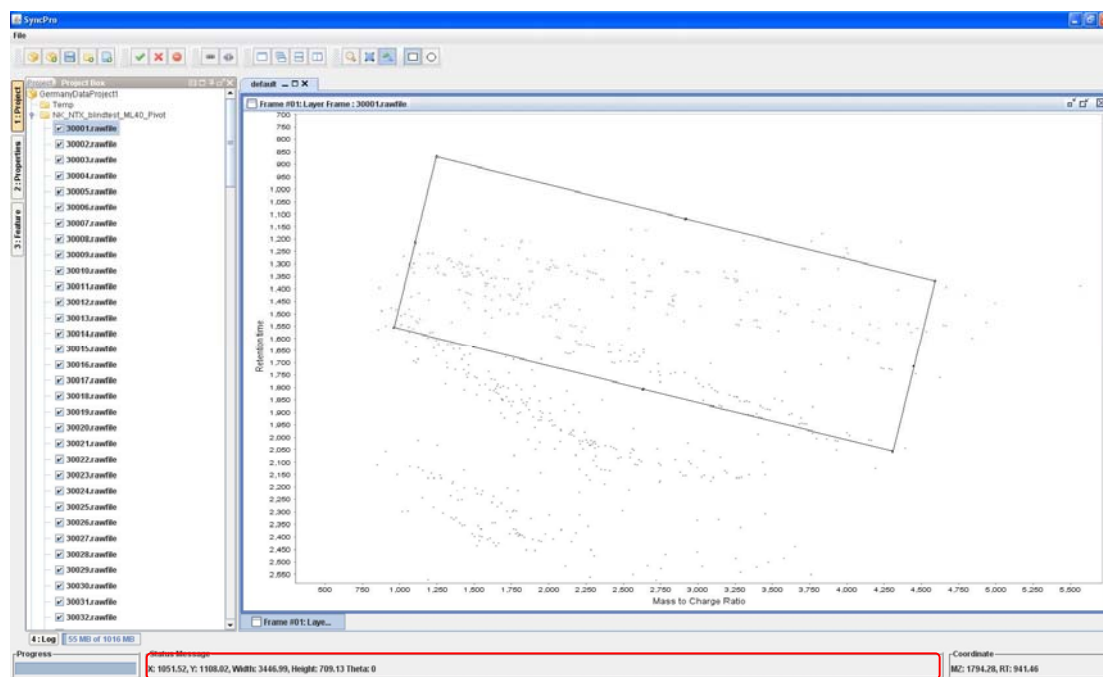 SyncPro
File
Project Project Box
GermanyDataProject1
Temp
NK_NTX_blindtest_ML40_Pivot
30001.rawfile
30002.rawfile
30003.rawfile
30004.rawfile
30005.rawfile
30006.rawfile
30007.rawfile
30008.rawfile
30009.rawfile
30010.rawfile
30011.rawfile
30012.rawfile
30013.rawfile
30014.rawfile
30015.rawfile
30016.rawfile
30017.rawfile
30018.rawfile
30019.rawfile
30020.rawfile
30021.rawfile
30022.rawfile
30023.rawfile
30024.rawfile
30025.rawfile
30026.rawfile
30027.rawfile
30028.rawfile
30029.rawfile
30030.rawfile
30031.rawfile
30032.rawfile
1: Project
2: Properties
3: Feature
default
Frame #01: Layer Frame : 30001.rawfile
700
750
800
850
900
950
1,000
1,050
1,100
1,150
1,200
1,250
1,300
1,350
1,400
1,450
1,500
1,550
1,600
1,650
1,700
1,750
1,800
1,850
1,900
1,950
2,000
2,050
2,100
2,150
2,200
2,250
2,300
2,350
2,400
2,450
2,500
2,550
Retention time
500 750 1,000 1,250 1,500 1,750 2,000 2,250 2,500 2,750 3,000 3,250 3,500 3,750 4,000 4,250 4,500 4,750 5,000 5,250 5,500
Mass to Charge Ratio
Frame #01: Laye...
4: Log 55 MB of 1016 MB
Progress
Status Message
X: 1051.52, Y: 1108.02, Width: 3446.99, Height: 709.13 Theta: 0
Coordinate
MZ: 1794.28, RT: 941.46